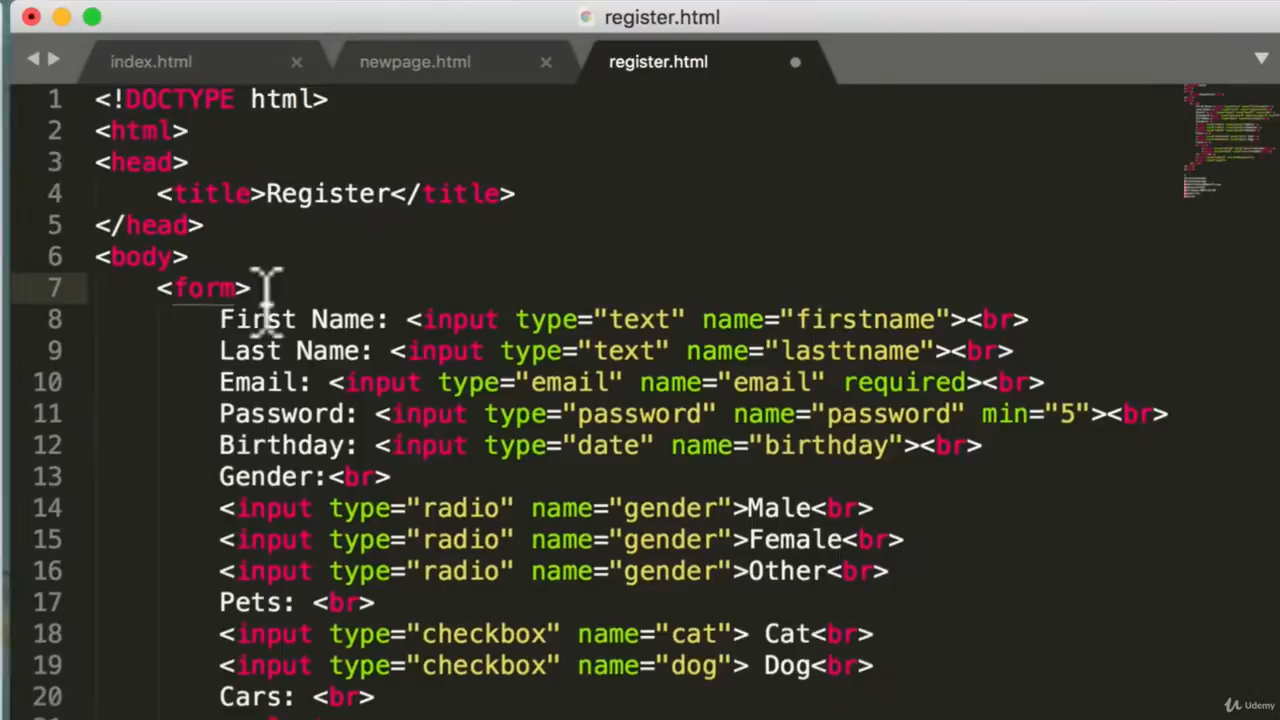 register.html
index.html
newpage.html
register.html
1 <!DOCTYPE html>
2 <html>
3 <head>
4 <title>Register</title>
5 </head>
6 <body>
7 <form>
8 First Name: <input type="text" name="firstname"><br>
9 Last Name: <input type="text" name="lasttname"><br>
10 Email: <input type="email" name="email" required><br>
11 Password: <input type="password" name="password" min="5"><br>
12 Birthday: <input type="date" name="birthday"><br>
13 Gender:<br>
14 <input type="radio" name="gender">Male<br>
15 <input type="radio" name="gender">Female<br>
16 <input type="radio" name="gender">Other<br>
17 Pets: <br>
18 <input type="checkbox" name="cat"> Cat<br>
19 <input type="checkbox" name="dog"> Dog<br>
20 Cars: <br>
Udemy